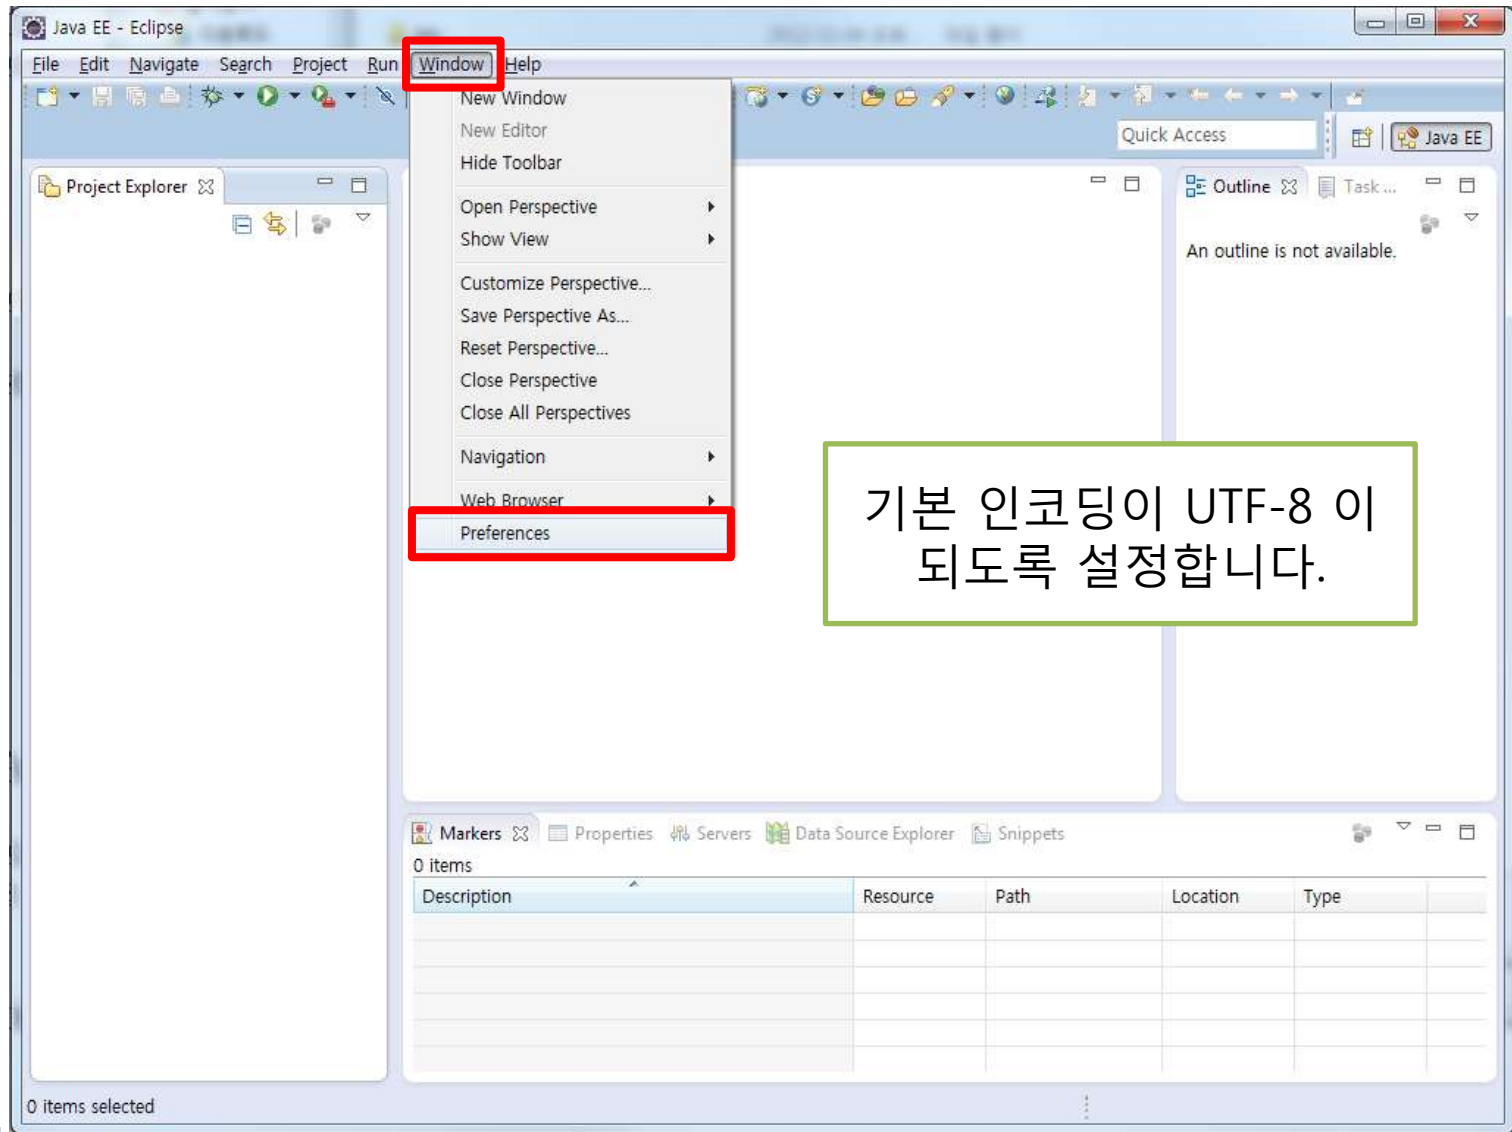 Java EE - Eclipse
File Edit Navigate Search Project Run Window Help
New Window
New Editor
Hide Toolbar
Open Perspective
Show View
Customize Perspective...
Save Perspective As...
Reset Perspective...
Close Perspective
Close All Perspectives
Navigation
Web Browser
Preferences
Quick Access
Java EE
Project Explorer
Outline Task ...
An outline is not available.
기본 인코딩이 UTF-8 이
되도록 설정합니다.
Markers Properties Servers Data Source Explorer Snippets
0 items
Description Resource Path Location Type
0 items selected